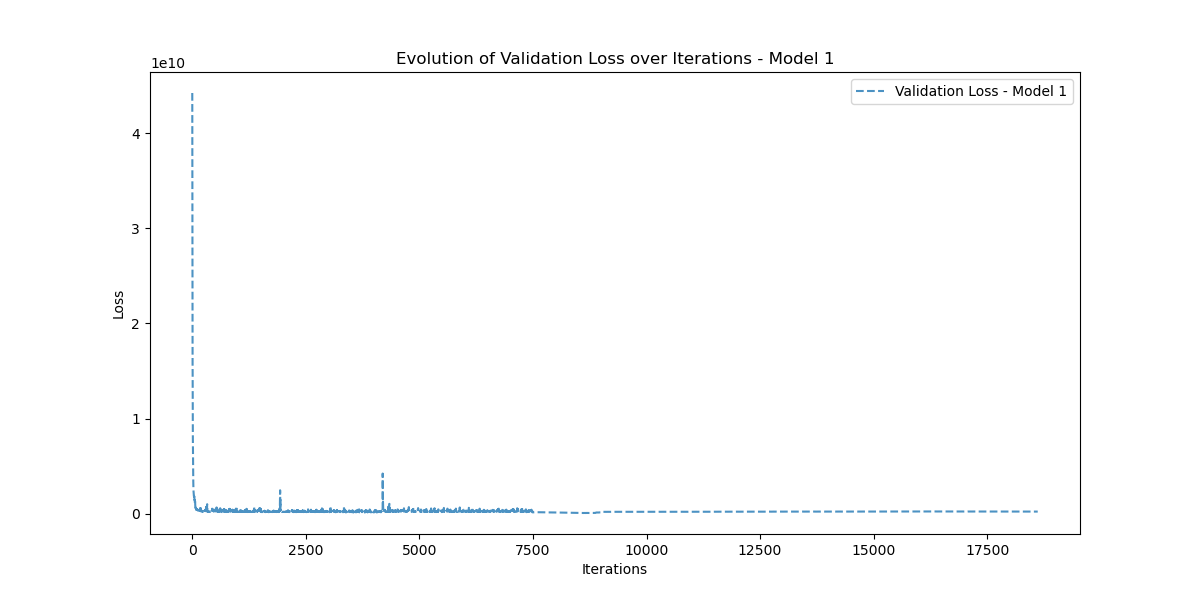 Evolution of Validation Loss over Iterations - Model 1
1e10
Validation Loss - Model 1
4
3
2
1
0
Loss
0 2500 5000 7500 10000 12500 15000 17500
Iterations